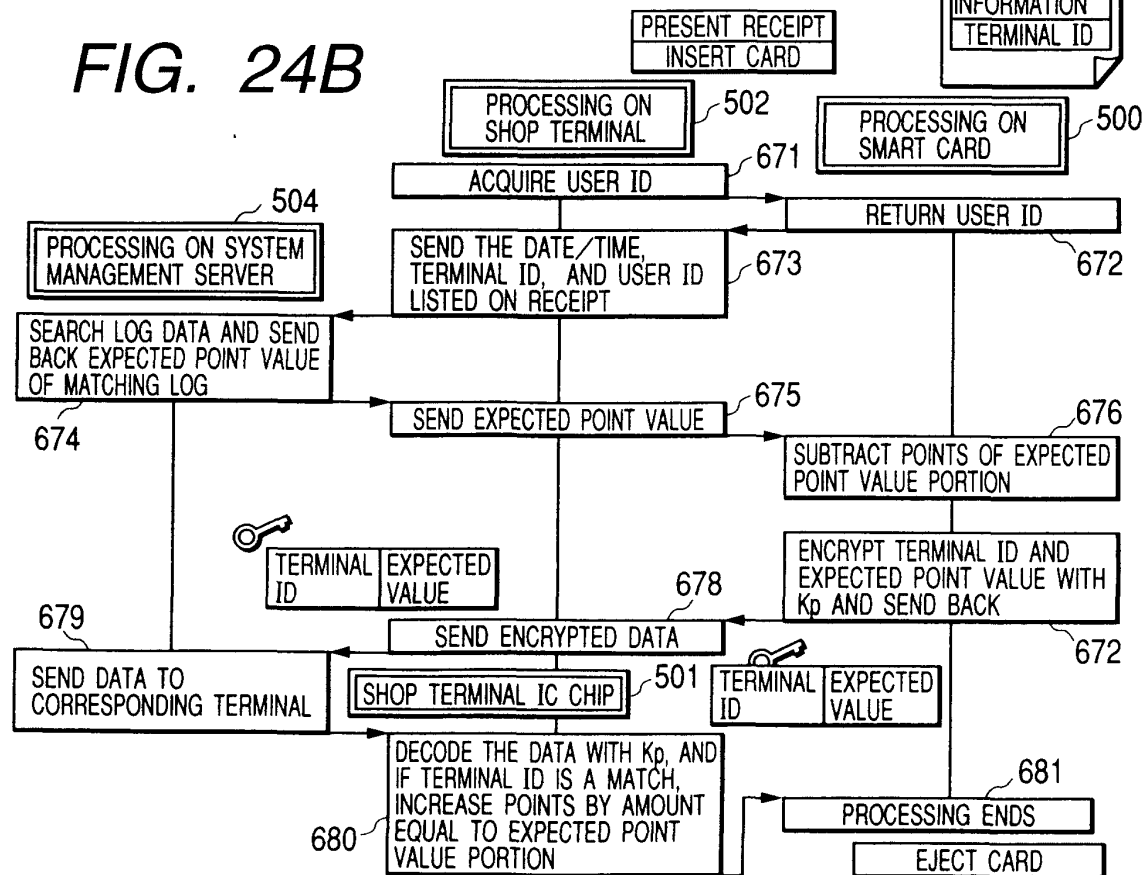 FIG. 24B
PRESENT RECEIPT
INSERT CARD
INFORMATION
TERMINAL ID
PROCESSING ON
SHOP TERMINAL
502
PROCESSING ON
SMART CARD
500
671
ACQUIRE USER ID
RETURN USER ID
672
504
PROCESSING ON SYSTEM
MANAGEMENT SERVER
SEND THE DATE/TIME,
TERMINAL ID, AND USER ID
LISTED ON RECEIPT
673
SEARCH LOG DATA AND SEND
BACK EXPECTED POINT VALUE
OF MATCHING LOG
674
675
SEND EXPECTED POINT VALUE
676
SUBTRACT POINTS OF EXPECTED
POINT VALUE PORTION
TERMINAL ID
EXPECTED VALUE
ENCRYPT TERMINAL ID AND
EXPECTED POINT VALUE WITH
Kp AND SEND BACK
672
678
SEND ENCRYPTED DATA
679
SEND DATA TO
CORRESPONDING TERMINAL
SHOP TERMINAL IC CHIP
501
TERMINAL ID
EXPECTED VALUE
DECODE THE DATA WITH Kp, AND
IF TERMINAL ID IS A MATCH,
INCREASE POINTS BY AMOUNT
EQUAL TO EXPECTED POINT
VALUE PORTION
680
681
PROCESSING ENDS
EJECT CARD